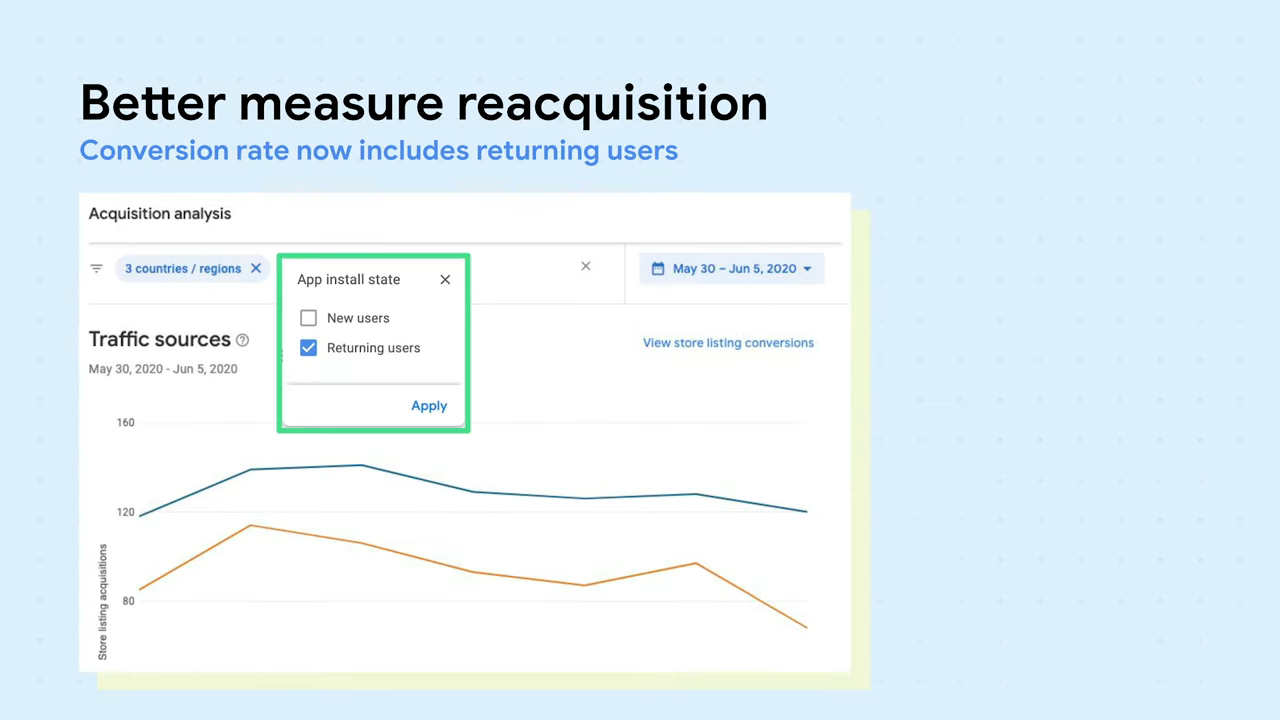 Better measure reacquisition
Conversion rate now includes returning users
Acquisition analysis
3 countries / regions
App install state
New users
Returning users
Apply
May 30 – Jun 5, 2020
Traffic sources
May 30, 2020 - Jun 5, 2020
View store listing conversions
160
120
80
Store listing acquisitions